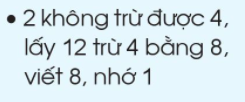 • 2 không trừ được 4,
lấy 12 trừ 4 bằng 8,
viết 8, nhớ 1